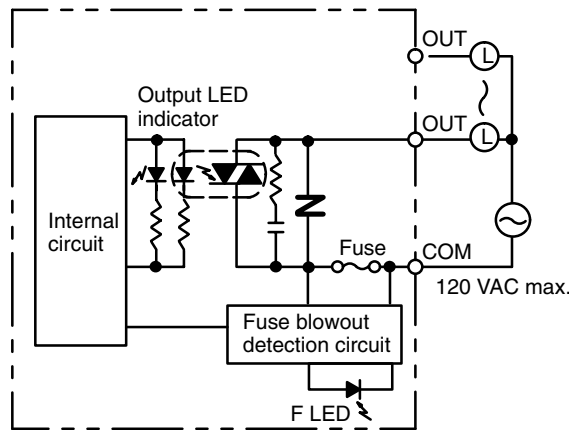 OUT
L
Output LED
indicator
OUT
L
Internal
circuit
Fuse
COM
120 VAC max.
Fuse blowout
detection circuit
F LED